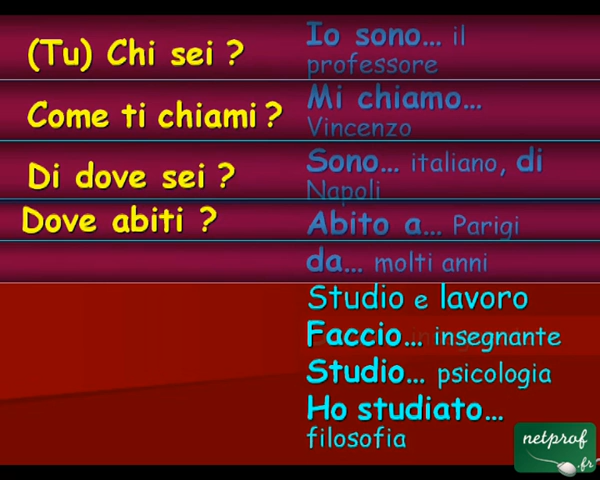 (Tu) Chi sei ?
Io sono... il
professore
Come ti chiami ?
Mi chiamo...
Vincenzo
Di dove sei ?
Sono... italiano, di
Napoli
Dove abiti ?
Abito a... Parigi
da... molti anni
Studio e lavoro
Faccio... insegnante
Studio... psicologia
Ho studiato...
filosofia
netprof
.fr